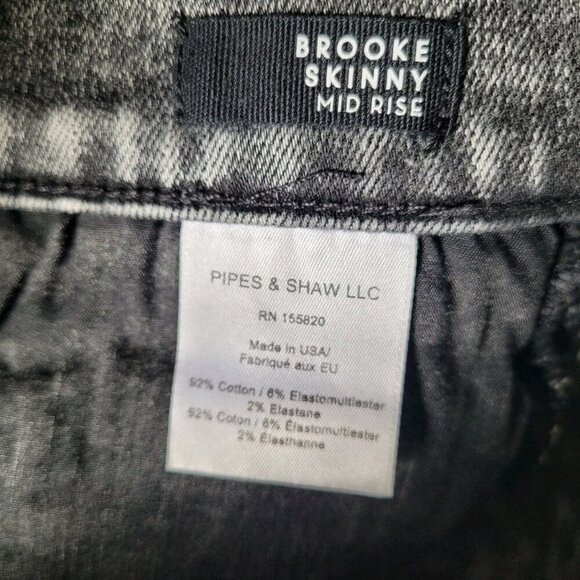 BROOKE
SKINNY
MID RISE
PIPES & SHAW LLC
RN 155820
Made in USA/
Fabriqué aux EU
92% Cotton / 6% Elastomultiester
2% Elastane
92% Coton / 6% Élastomultiester
2% Élasthanne